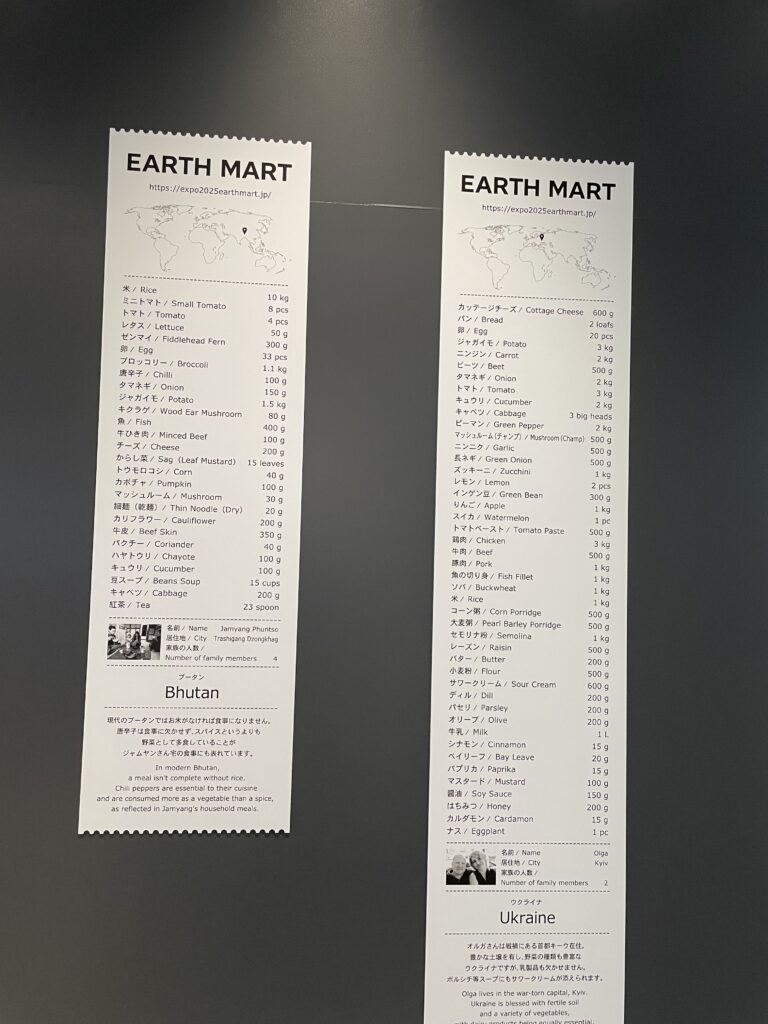 EARTH MART
https://expo2025earthmart.jp/
米 / Rice 10 kg
ミニトマト / Small Tomato 8 pcs
トマト / Tomato 4 pcs
レタス / Lettuce 50 g
ゼンマイ / Fiddlehead Fern 300 g
卵 / Egg 33 pcs
ブロッコリー / Broccoli 1.1 kg
唐辛子 / Chilli 100 g
タマネギ / Onion 150 g
ジャガイモ / Potato 1.5 kg
キクラゲ / Wood Ear Mushroom 80 g
魚 / Fish 400 g
牛ひき肉 / Minced Beef 100 g
チーズ / Cheese 200 g
からし菜 / Sag (Leaf Mustard) 15 leaves
トウモロコシ / Corn 40 g
カボチャ / Pumpkin 100 g
マッシュルーム / Mushroom 30 g
細麺(乾麺) / Thin Noodle (Dry) 20 g
カリフラワー / Cauliflower 200 g
牛皮 / Beef Skin 350 g
パクチー / Coriander 40 g
ハヤトウリ / Chayote 100 g
キュウリ / Cucumber 100 g
豆スープ / Beans Soup 15 cups
キャベツ / Cabbage 200 g
紅茶 / Tea 23 spoon
名前 / Name Jamyang Phuntso
居住地 / City Trashigang Dzongkhag
家族の人数 /
Number of family members 4
ブータン
Bhutan
現代のブータンではお米がなければ食事になりません。
唐辛子は食事に欠かせず、スパイスというよりも
野菜として多食していることが
ジャムヤンさん宅の食事にも表れています。
In modern Bhutan,
a meal isn't complete without rice.
Chili peppers are essential to their cuisine
and are consumed more as a vegetable than a spice,
as reflected in Jamyang's household meals.
EARTH MART
https://expo2025earthmart.jp/
カッテージチーズ / Cottage Cheese 600 g
パン / Bread 2 loafs
卵 / Egg 20 pcs
ジャガイモ / Potato 3 kg
ニンジン / Carrot 2 kg
ビーツ / Beet 500 g
タマネギ / Onion 2 kg
トマト / Tomato 3 kg
キュウリ / Cucumber 2 kg
キャベツ / Cabbage 3 big heads
ピーマン / Green Pepper 2 kg
マッシュルーム(チャンプ) / Mushroom (Champ) 500 g
ニンニク / Garlic 500 g
長ネギ / Green Onion 500 g
ズッキーニ / Zucchini 1 kg
レモン / Lemon 2 pcs
インゲン豆 / Green Bean 300 g
りんご / Apple 1 kg
スイカ / Watermelon 1 pc
トマトペースト / Tomato Paste 500 g
鶏肉 / Chicken 3 kg
牛肉 / Beef 500 g
豚肉 / Pork 1 kg
魚の切り身 / Fish Fillet 1 kg
ソバ / Buckwheat 1 kg
米 / Rice 1 kg
コーン粥 / Corn Porridge 500 g
大麦粥 / Pearl Barley Porridge 500 g
セモリナ粉 / Semolina 1 kg
レーズン / Raisin 500 g
バター / Butter 200 g
小麦粉 / Flour 500 g
サワークリーム / Sour Cream 600 g
ディル / Dill 200 g
パセリ / Parsley 200 g
オリーブ / Olive 200 g
牛乳 / Milk 1 L
シナモン / Cinnamon 15 g
ベイリーフ / Bay Leave 20 g
パプリカ / Paprika 15 g
マスタード / Mustard 100 g
醤油 / Soy Sauce 150 g
はちみつ / Honey 200 g
カルダモン / Cardamon 15 g
ナス / Eggplant 1 pc
名前 / Name Olga
居住地 / City Kyiv
家族の人数 /
Number of family members 2
ウクライナ
Ukraine
オルガさんは戦禍にある首都キーウ在住。
豊かな土壌を有し、野菜の種類も豊富な
ウクライナですが、乳製品も欠かせません。
ボルシチ等スープにもサワークリームが添えられます。
Olga lives in the war-torn capital, Kyiv.
Ukraine is blessed with fertile soil
and a variety of vegetables,
with dairy products being equally essential.